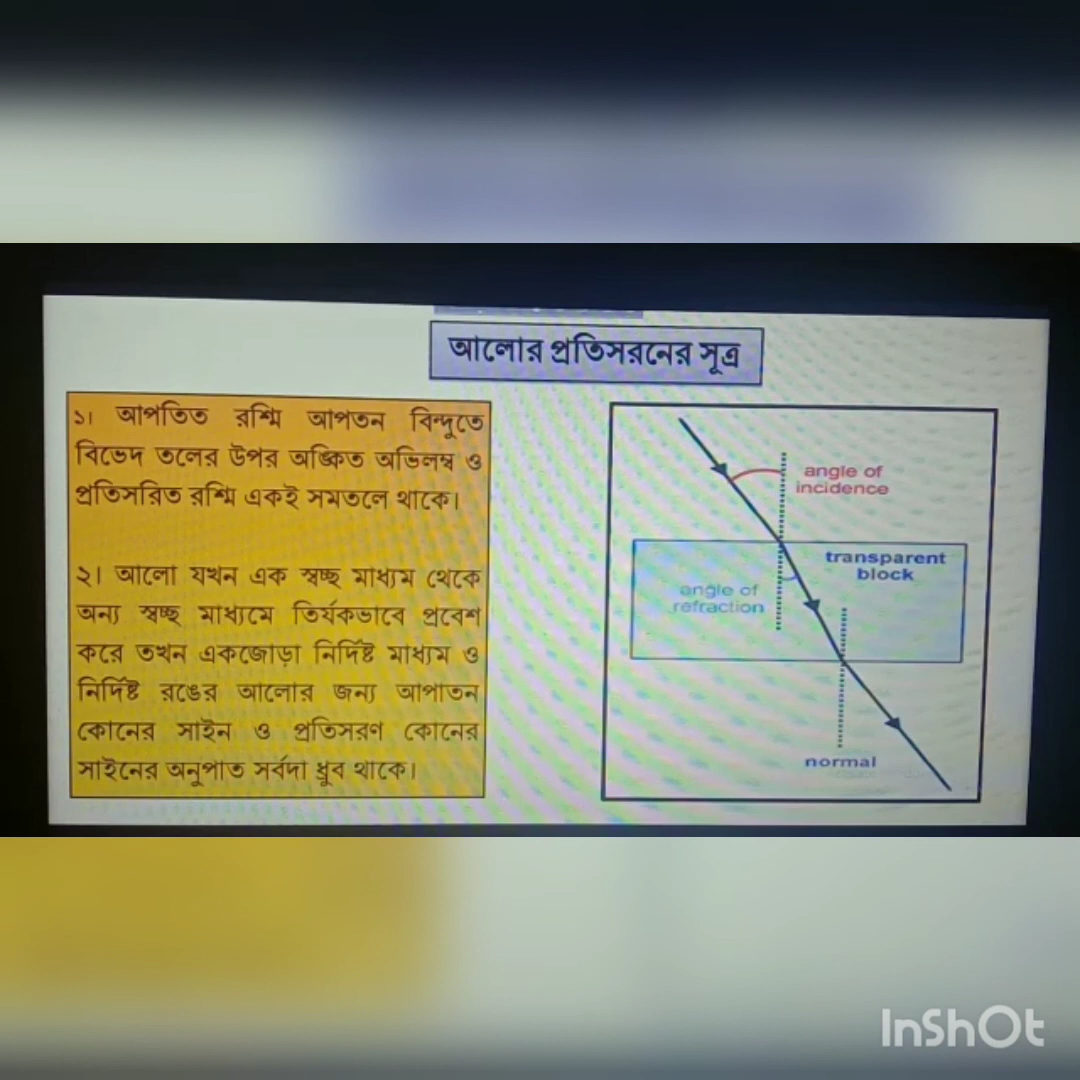 আলোর প্রতিসরনের সূত্র
১। আপতিত রশ্মি আপতন বিন্দুতে
বিভেদ তলের উপর অঙ্কিত অভিলম্ব ও
প্রতিসরিত রশ্মি একই সমতলে থাকে।
২। আলো যখন এক স্বচ্ছ মাধ্যম থেকে
অন্য স্বচ্ছ মাধ্যমে তির্যকভাবে প্রবেশ
করে তখন একজোড়া নির্দিষ্ট মাধ্যম ও
নির্দিষ্ট রঙের আলোর জন্য আপাতন
কোনের সাইন ও প্রতিসরণ কোনের
সাইনের অনুপাত সর্বদা ধ্রুব থাকে।
angle of
incidence
transparent
block
angle of
refraction
normal
InShOt